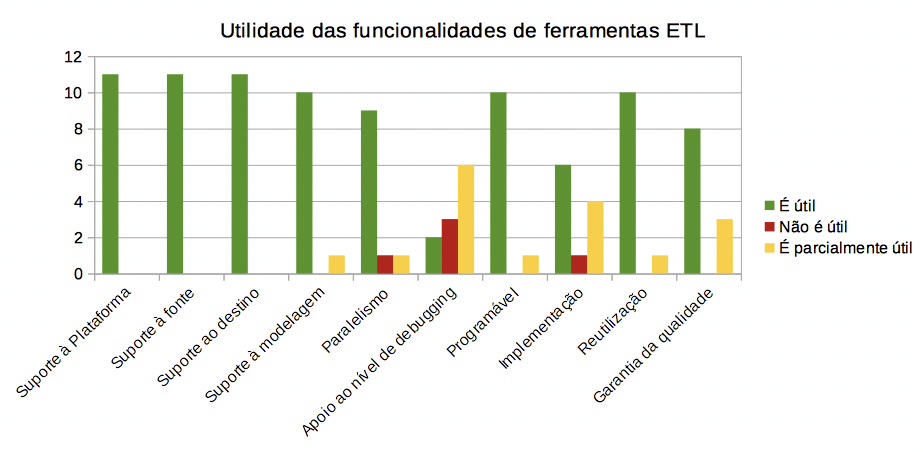 Utilidade das funcionalidades de ferramentas ETL
12
10
8
6
4
2
0
Suporte à Plataforma
Suporte à fonte
Suporte ao destino
Suporte à modelagem
Paralelismo
Apoio ao nível de debugging
Programável
Implementação
Reutilização
Garantia da qualidade
É útil
Não é útil
É parcialmente útil